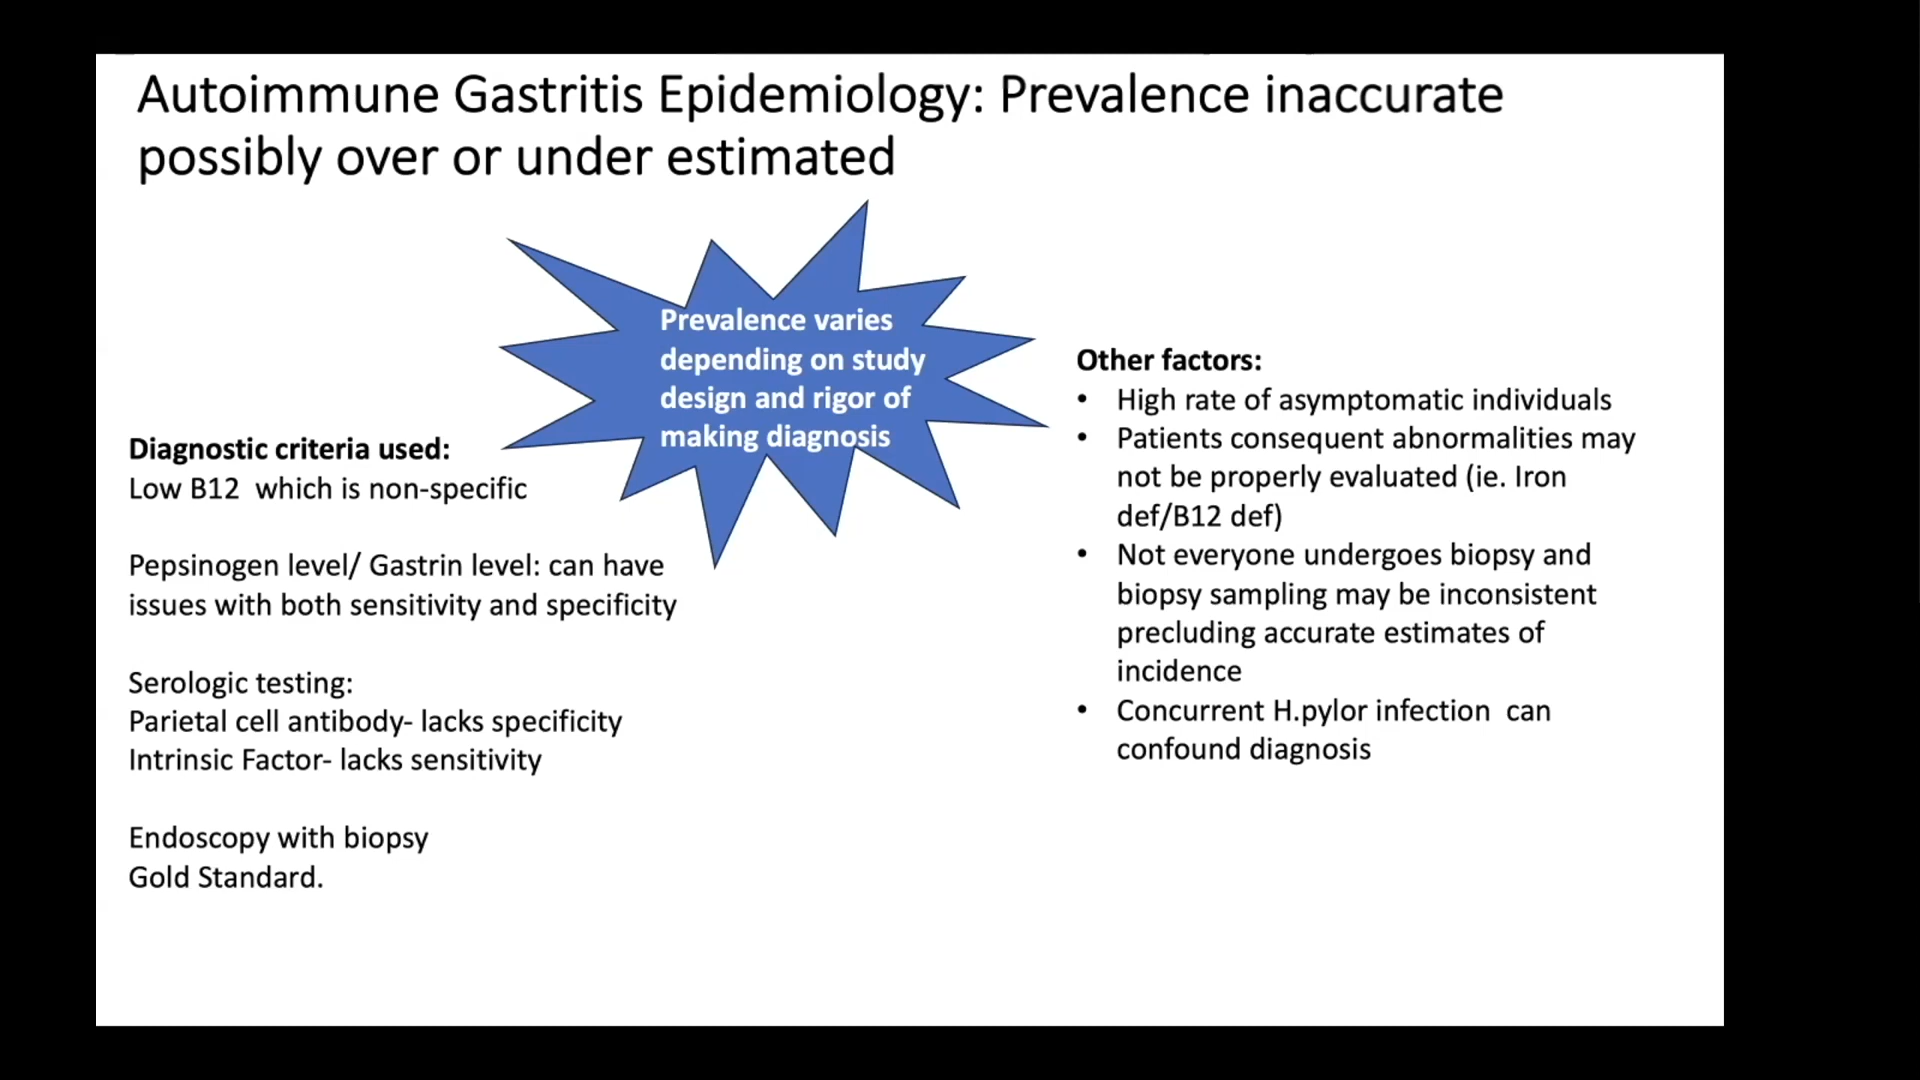 Autoimmune Gastritis Epidemiology: Prevalence inaccurate
possibly over or under estimated
Prevalence varies
depending on study
design and rigor of
making diagnosis
Diagnostic criteria used:
Low B12 which is non-specific
Pepsinogen level/ Gastrin level: can have
issues with both sensitivity and specificity
Serologic testing:
Parietal cell antibody- lacks specificity
Intrinsic Factor- lacks sensitivity
Endoscopy with biopsy
Gold Standard.
Other factors:
• High rate of asymptomatic individuals
• Patients consequent abnormalities may
not be properly evaluated (ie. Iron
def/B12 def)
• Not everyone undergoes biopsy and
biopsy sampling may be inconsistent
precluding accurate estimates of
incidence
• Concurrent H.pylor infection can
confound diagnosis